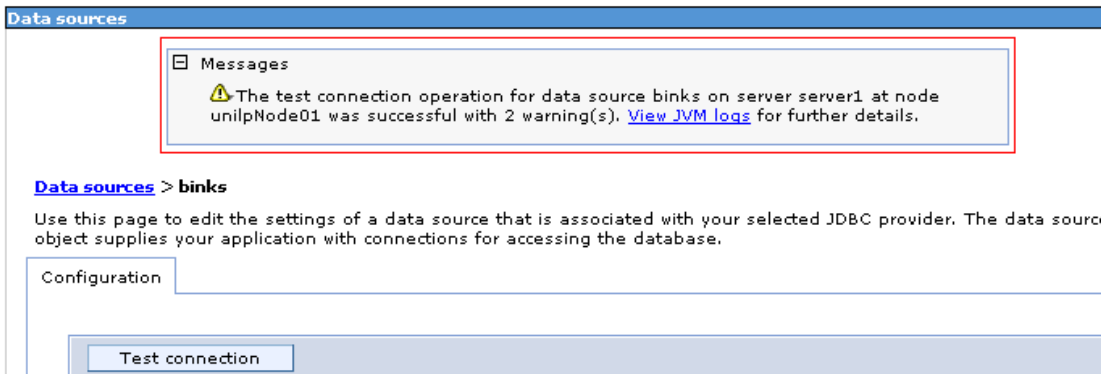 Data sources
Messages
The test connection operation for data source binks on server server1 at node
unilpNode01 was successful with 2 warning(s). View JVM logs for further details.
Data sources > binks
Use this page to edit the settings of a data source that is associated with your selected JDBC provider. The data source
object supplies your application with connections for accessing the database.
Configuration
Test connection